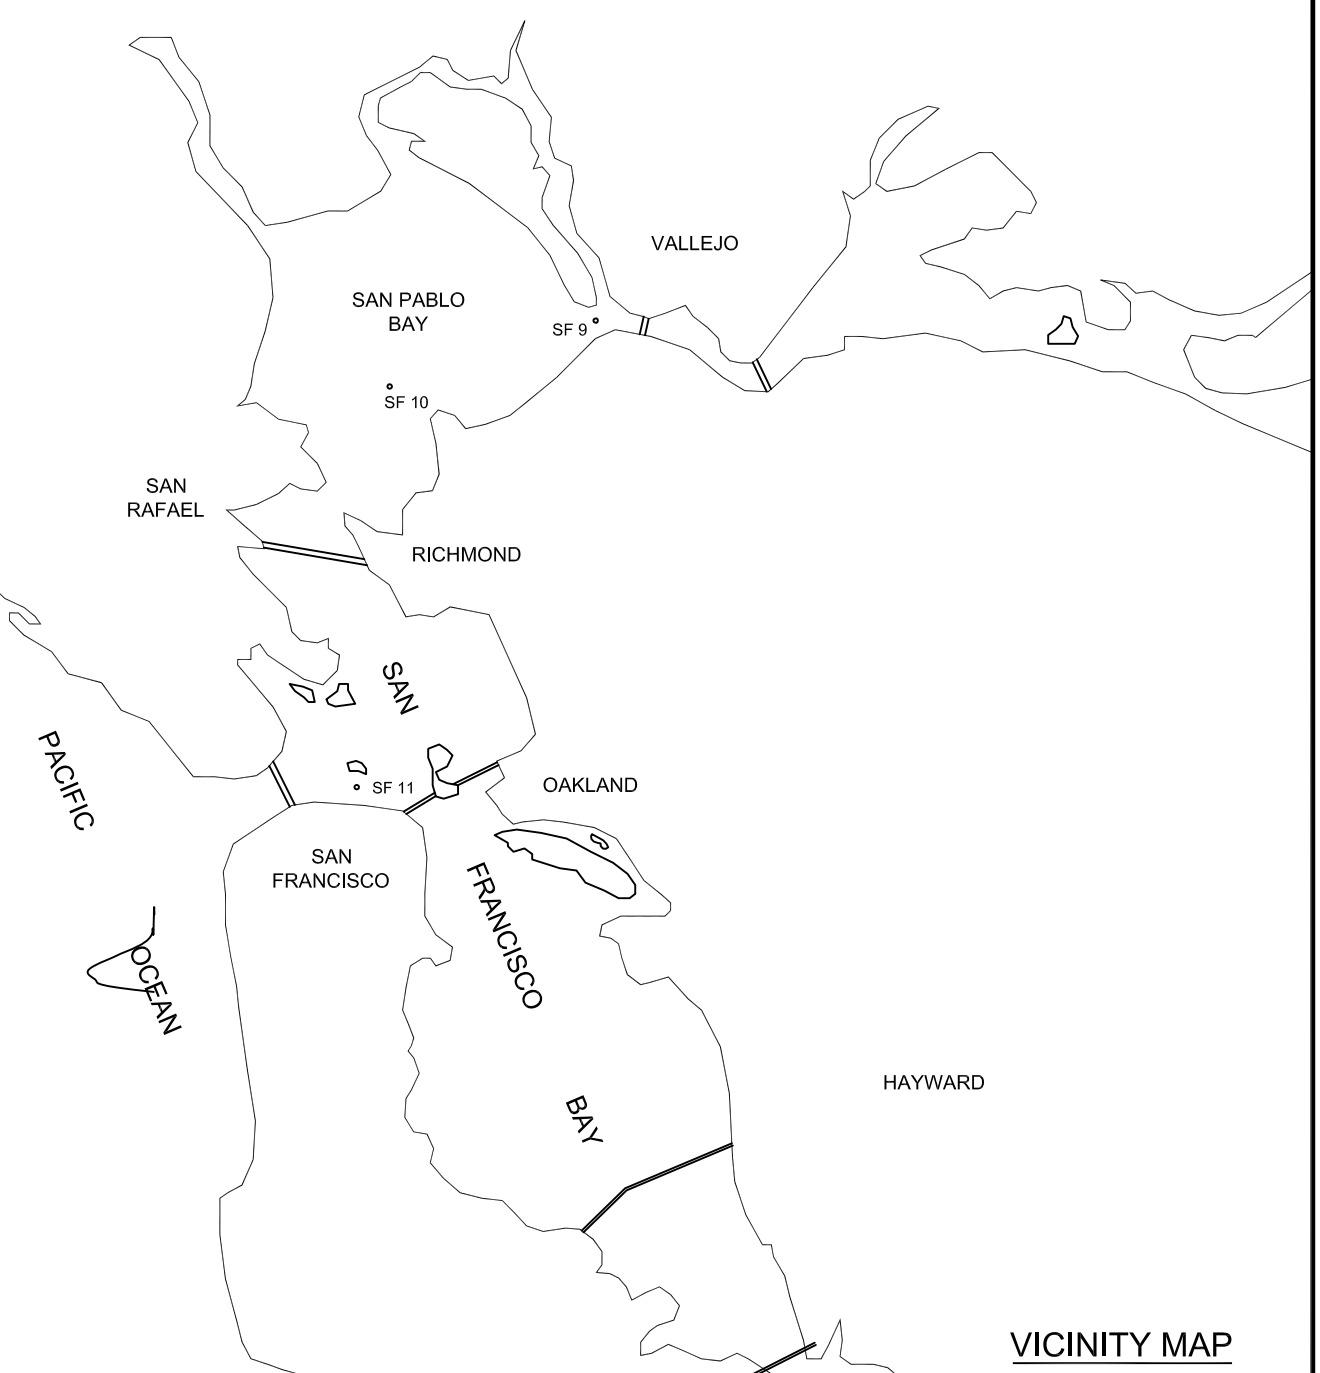 VALLEJO
SAN PABLO
BAY
SF 9
SF 10
SAN
RAFAEL
RICHMOND
SAN
PACIFIC
SF 11
OAKLAND
SAN
FRANCISCO
FRANCISCO
OCEAN
HAYWARD
BAY
VICINITY MAP